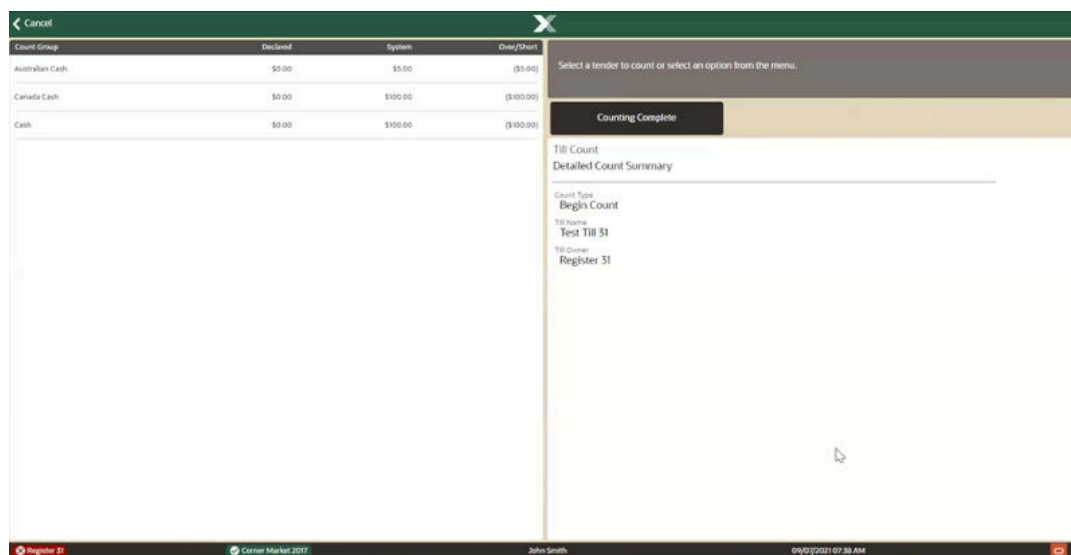 Cancel
Count Group Declared System Over/Short
Australian Cash $0.00 $5.00 ($5.00)
Canada Cash $0.00 $100.00 ($100.00)
Cash $0.00 $100.00 ($100.00)
Select a tender to count or select an option from the menu.
Counting Complete
Till Count
Detailed Count Summary
Count Type
Begin Count
Till Name
Test Till 31
Till Owner
Register 31
Register 31 Corner Market 2017 John Smith 09/07/2021 07:38 AM